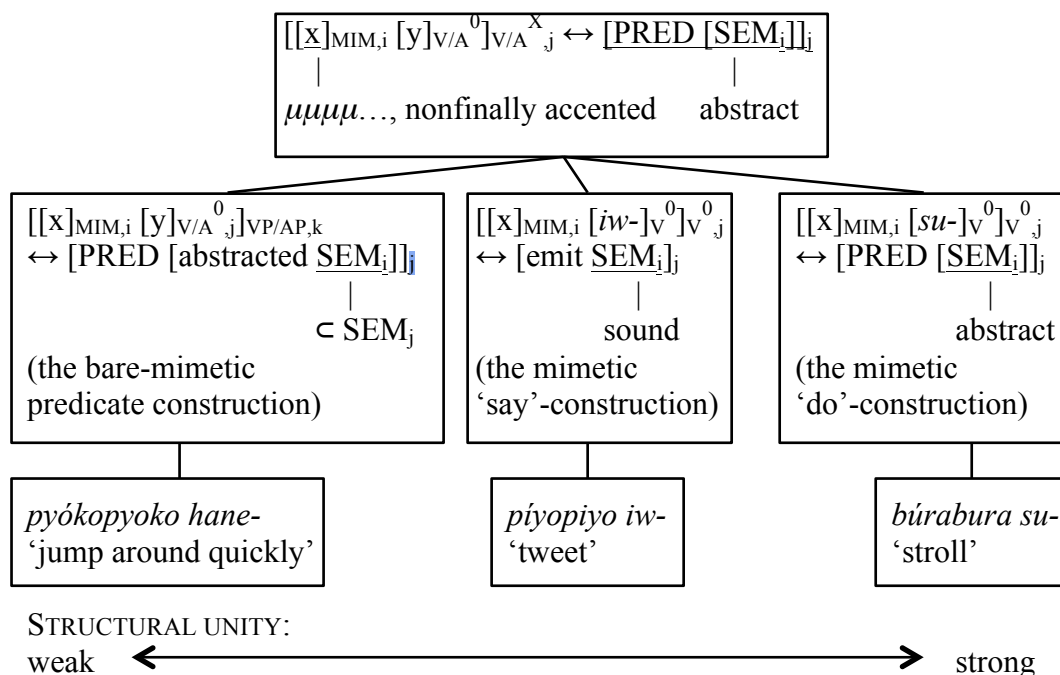 [[x]MIM,i [y]V/A⁰]V/Aˣ,j ↔ [PRED [SEMi]]j
| |
μμμμ…, nonfinally accented abstract
[[x]MIM,i [y]V/A⁰,j]VP/AP,k
↔ [PRED [abstracted SEMi]]j
|
⊂ SEMj
(the bare-mimetic
predicate construction)
[[x]MIM,i [iw-]V⁰]V⁰,j
↔ [emit SEMi]j
|
sound
(the mimetic
‘say’-construction)
[[x]MIM,i [su-]V⁰]V⁰,j
↔ [PRED [SEMi]]j
|
abstract
(the mimetic
‘do’-construction)
pyókopyoko hane-
‘jump around quickly’
píyopiyo iw-
‘tweet’
búrabura su-
‘stroll’
STRUCTURAL UNITY:
weak strong